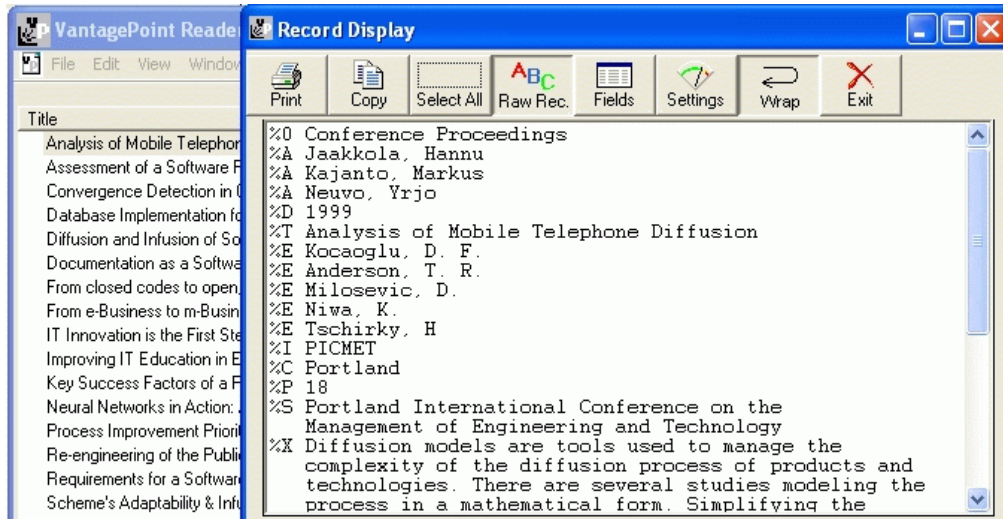 VantagePoint Reade
File Edit View Window
Title
Analysis of Mobile Telephon
Assessment of a Software F
Convergence Detection in
Database Implementation fo
Diffusion and Infusion of So
Documentation as a Softwa
From closed codes to open,
From e-Business to m-Busin
IT Innovation is the First Ste
Improving IT Education in E
Key Success Factors of a F
Neural Networks in Action:
Process Improvement Priorit
Re-engineering of the Public
Requirements for a Software
Scheme's Adaptability & Infu
Record Display
Print Copy Select All Raw Rec. Fields Settings Wrap Exit
%0 Conference Proceedings
%A Jaakkola, Hannu
%A Kajanto, Markus
%A Neuvo, Yrjo
%D 1999
%T Analysis of Mobile Telephone Diffusion
%E Kocaoglu, D. F.
%E Anderson, T. R.
%E Milosevic, D.
%E Niwa, K.
%E Tschirky, H
%I PICMET
%C Portland
%P 18
%S Portland International Conference on the
Management of Engineering and Technology
%X Diffusion models are tools used to manage the
complexity of the diffusion process of products and
technologies. There are several studies modeling the
process in a mathematical form. Simplifying the